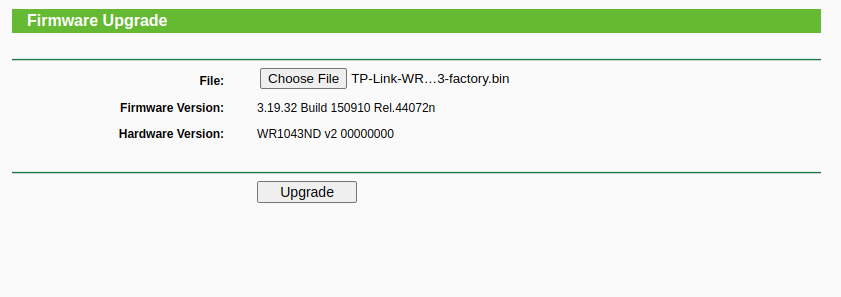 Firmware Upgrade
File: Choose File TP-Link-WR…3-factory.bin
Firmware Version: 3.19.32 Build 150910 Rel.44072n
Hardware Version: WR1043ND v2 00000000
Upgrade